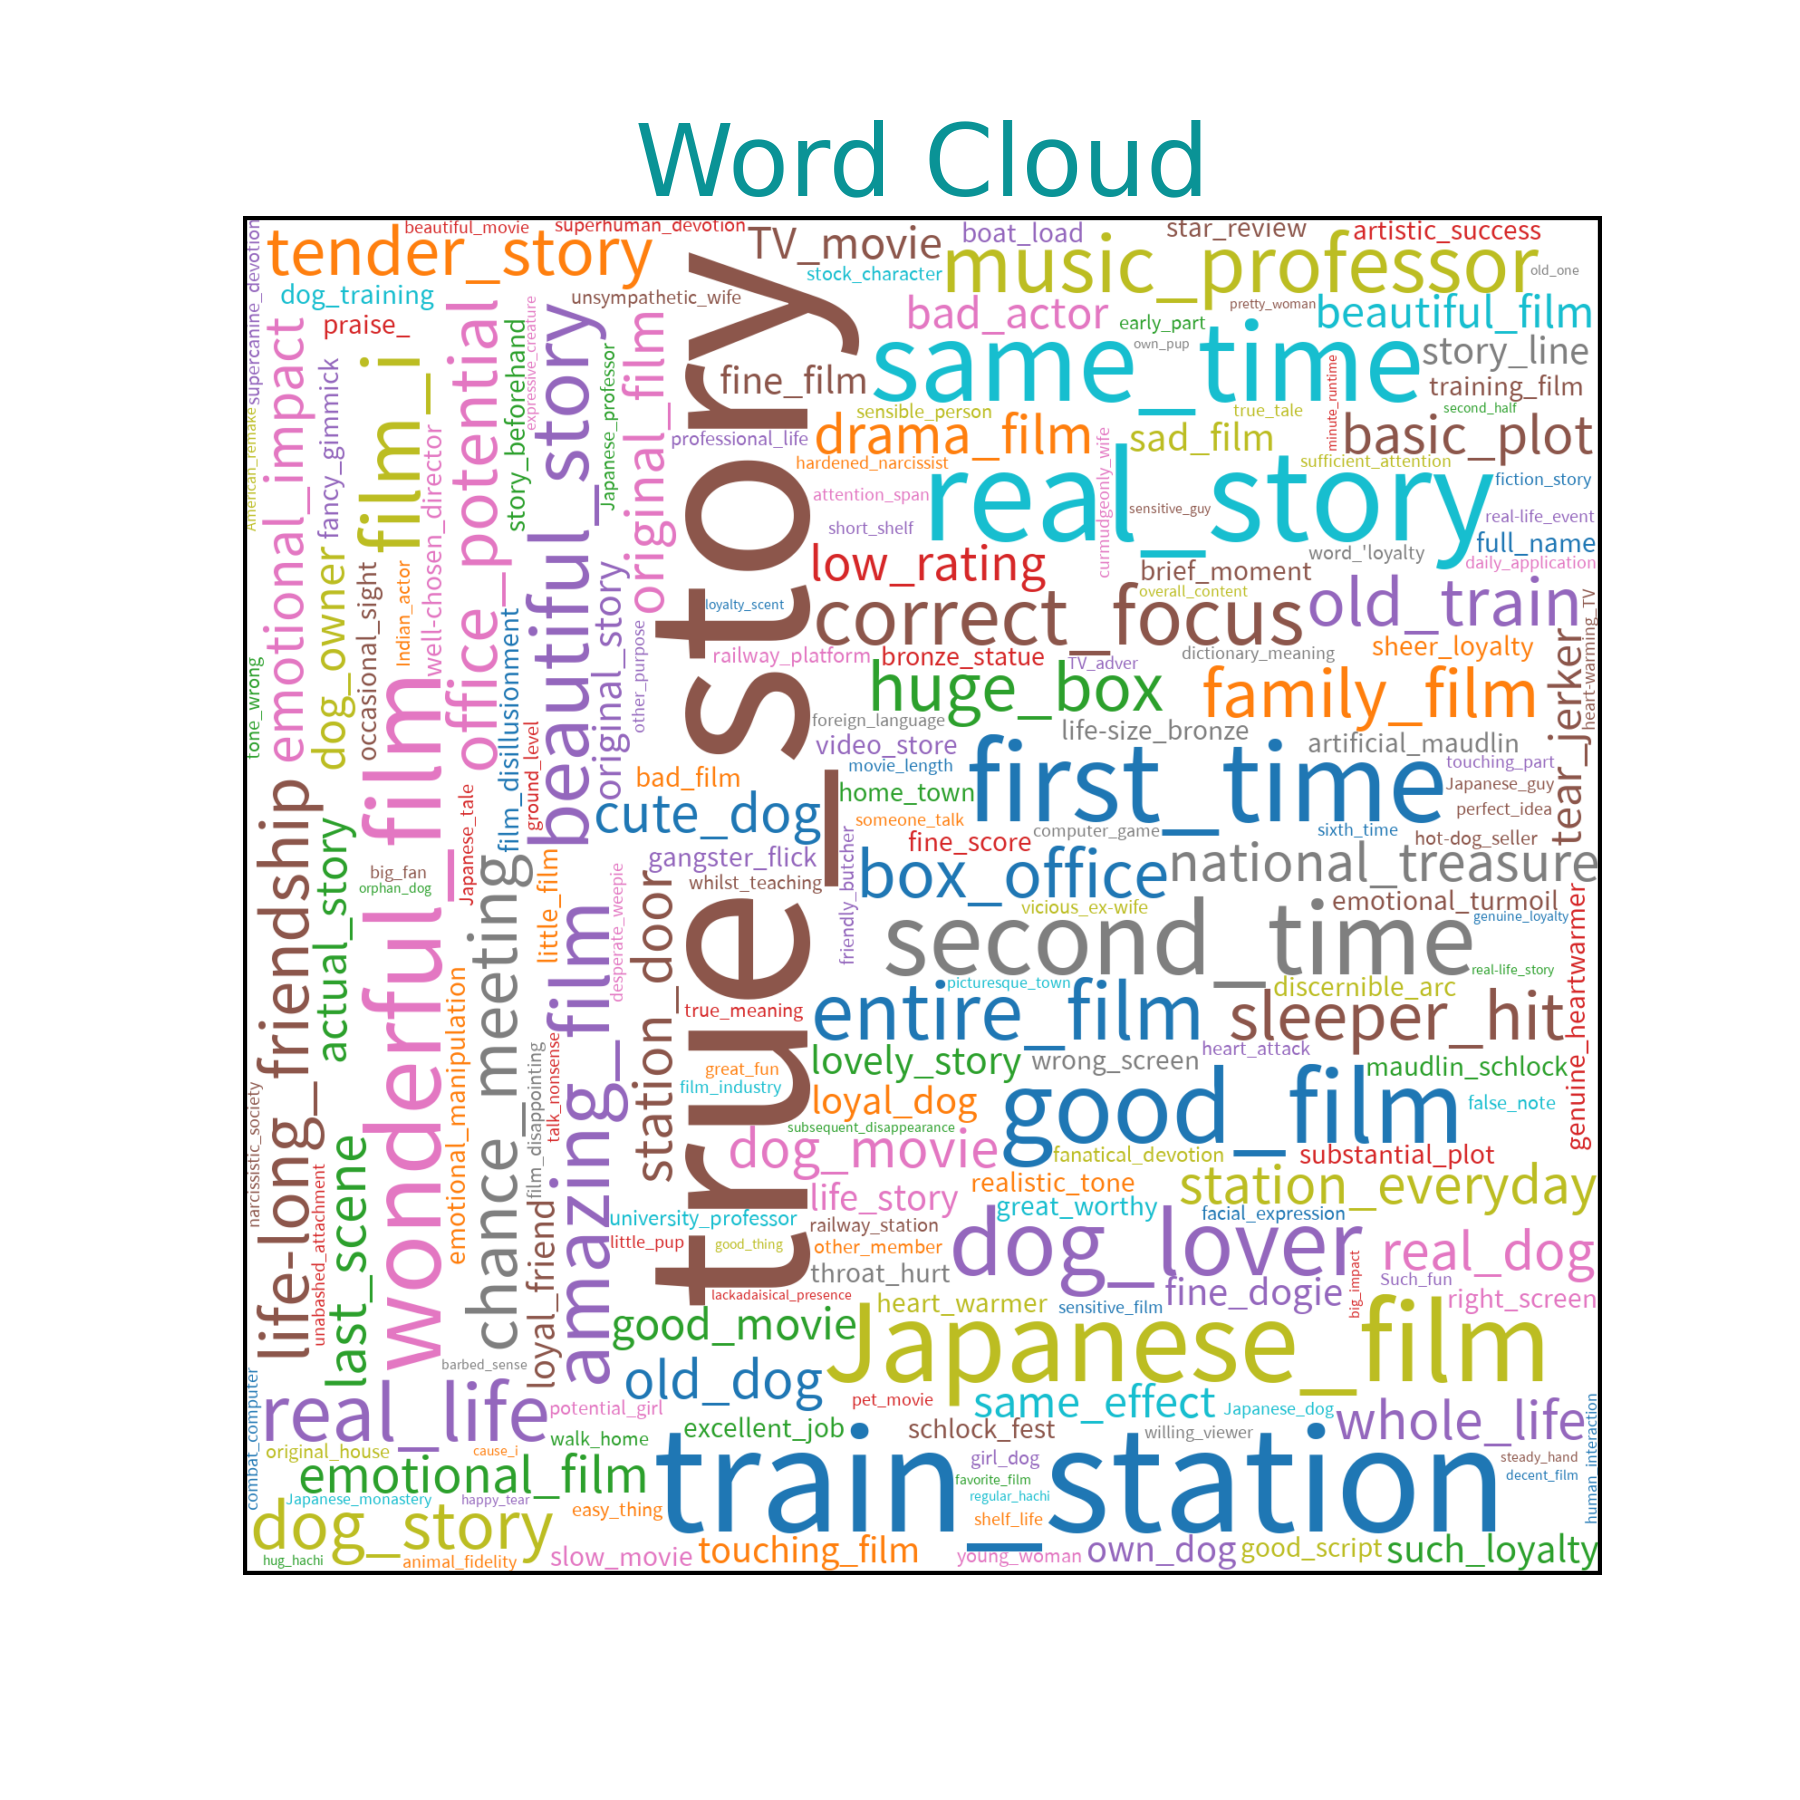 Word Cloud
tender_story
beautiful_movie
superhuman_devotion
TV_movie
boat_load
star_review
artistic_success
music_professor
old_one
stock_character
dog_training
unsympathetic_wife
praise_
bad_actor
early_part
pretty_woman
beautiful_film
own_pup
same_time
story_line
fine_film
training_film
minute_runtime
second_half
sensible_person
true_tale
professional_life
drama_film
sad_film
basic_plot
hardened_narcissist
sufficient_attention
curmudgeonly_wife
attention_span
real_story
fiction_story
sensitive_guy
short_shelf
real-life_event
full_name
word_'loyalty
daily_application
low_rating
brief_moment
overall_content
old_train
heart-warming_TV
loyalty_scent
correct_focus
sheer_loyalty
railway_platform
bronze_statue
TV_adver
dictionary_meaning
tear_jerker
huge_box
family_film
foreign_language
life-size_bronze
video_store
artificial_maudlin
movie_length
first_time
touching_part
Japanese_guy
home_town
perfect_idea
someone_talk
computer_game
sixth_time
hot-dog_seller
fine_score
friendly_butcher
box_office
national_treasure
vicious_ex-wife
emotional_turmoil
genuine_loyalty
genuine_heartwarmer
second_time
real-life_story
picturesque_town
discernible_arc
entire_film
sleeper_hit
lovely_story
wrong_screen
heart_attack
maudlin_schlock
good_film
false_note
loyal_dog
subsequent_disappearance
dog_movie
fanatical_devotion
substantial_plot
life_story
realistic_tone
station_everyday
great_worthy
facial_expression
railway_station
dog_lover
real_dog
other_member
throat_hurt
big_impact
Such_fun
fine_dogie
right_screen
heart_warmer
sensitive_film
Japanese_film
supercanine_devotion
American_remake
emotional_impact
fancy_gimmick
film_i
well-chosen_director
office_potential
story_beforehand
expressive_creature
beautiful_story
Japanese_professor
original_film
true_story
dog_owner
occasional_sight
Indian_actor
film_disillusionment
original_story
other_purpose
tone_wrong
ground_level
bad_film
cute_dog
Japanese_tale
wonderful_film
life-long_friendship
actual_story
big_fan
orphan_dog
chance_meeting
little_film
gangster_flick
whilst_teaching
desperate_weepie
station_door
amazing_film
true_meaning
emotional_manipulation
film_disappointing
talk_nonsense
great_fun
film_industry
narcissistic_society
unabashed_attachment
last_scene
loyal_friend
university_professor
little_pup
good_thing
lackadaisical_presence
good_movie
barbed_sense
old_dog
combat_computer
real_life
potential_girl
pet_movie
same_effect
Japanese_dog
whole_life
human_interaction
original_house
cause_i
walk_home
excellent_job
schlock_fest
willing_viewer
emotional_film
train_station
girl_dog
steady_hand
favorite_film
decent_film
Japanese_monastery
happy_tear
regular_hachi
easy_thing
shelf_life
dog_story
hug_hachi
animal_fidelity
slow_movie
touching_film
young_woman
own_dog
good_script
such_loyalty